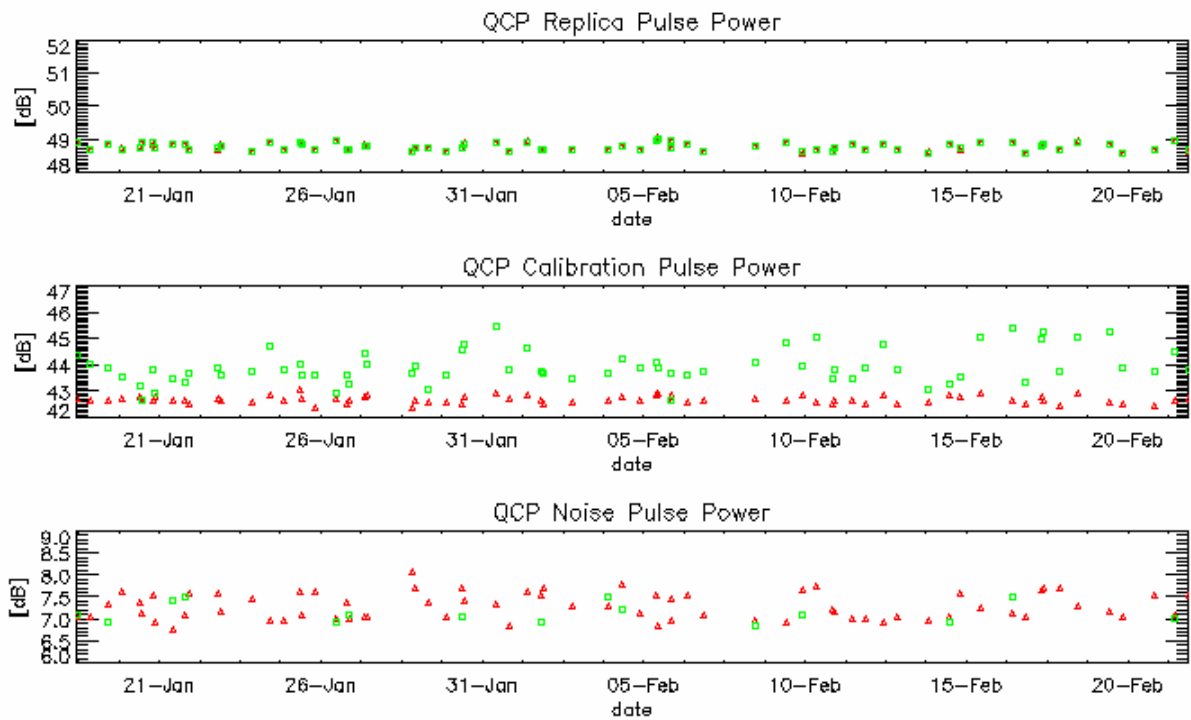 QCP Replica Pulse Power
52
51
50
49
48
[dB]
21-Jan 26-Jan 31-Jan 05-Feb 10-Feb 15-Feb 20-Feb
date
QCP Calibration Pulse Power
47
46
45
44
43
42
[dB]
21-Jan 26-Jan 31-Jan 05-Feb 10-Feb 15-Feb 20-Feb
date
QCP Noise Pulse Power
9.0
8.5
8.0
7.5
7.0
6.5
6.0
[dB]
21-Jan 26-Jan 31-Jan 05-Feb 10-Feb 15-Feb 20-Feb
date